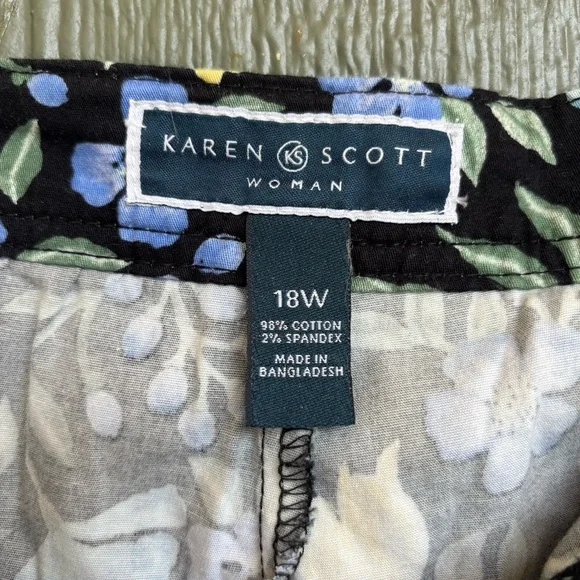 KAREN KS SCOTT
WOMAN
18W
98% COTTON
2% SPANDEX
MADE IN
BANGLADESH